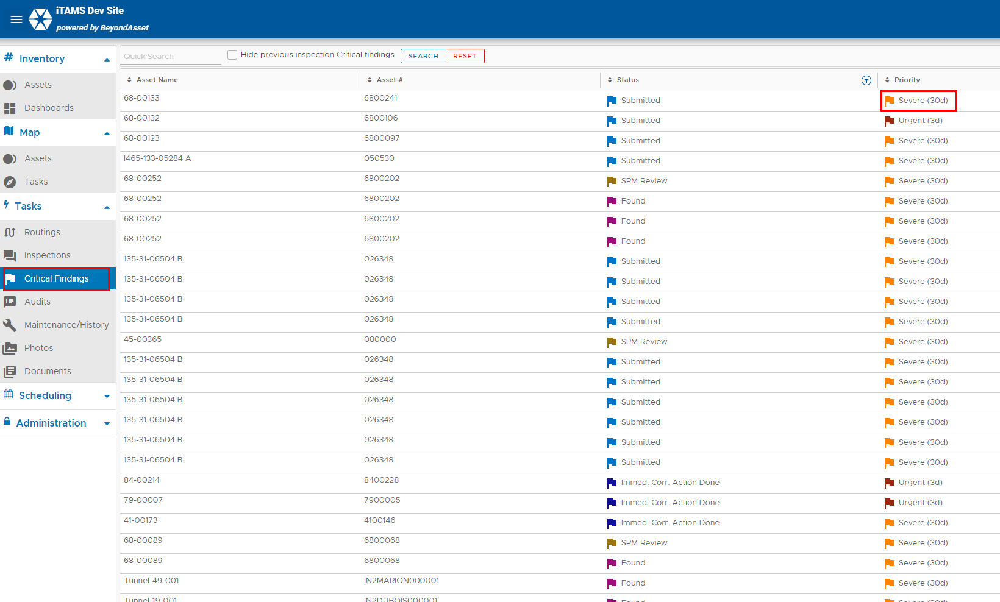 iTAMS Dev Site
powered by BeyondAsset
Inventory
Assets
Dashboards
Map
Assets
Tasks
Tasks
Routings
Inspections
Critical Findings
Audits
Maintenance/History
Photos
Documents
Scheduling
Administration
Quick Search Hide previous inspection Critical findings SEARCH RESET
Asset Name Asset # Status Priority
68-00133 6800241 Submitted Severe (30d)
68-00132 6800106 Submitted Urgent (3d)
68-00123 6800097 Submitted Severe (30d)
I465-133-05284 A 050530 Submitted Severe (30d)
68-00252 6800202 SPM Review Severe (30d)
68-00252 6800202 Found Severe (30d)
68-00252 6800202 Found Severe (30d)
68-00252 6800202 Found Severe (30d)
135-31-06504 B 026348 Submitted Severe (30d)
135-31-06504 B 026348 Submitted Severe (30d)
135-31-06504 B 026348 Submitted Severe (30d)
135-31-06504 B 026348 Submitted Severe (30d)
45-00365 080000 SPM Review Severe (30d)
135-31-06504 B 026348 Submitted Severe (30d)
135-31-06504 B 026348 Submitted Severe (30d)
135-31-06504 B 026348 Submitted Severe (30d)
135-31-06504 B 026348 Submitted Severe (30d)
135-31-06504 B 026348 Submitted Severe (30d)
135-31-06504 B 026348 Submitted Severe (30d)
84-00214 8400228 Immed. Corr. Action Done Urgent (3d)
79-00007 7900005 Immed. Corr. Action Done Urgent (3d)
41-00173 4100146 Immed. Corr. Action Done Severe (30d)
68-00089 6800068 SPM Review Severe (30d)
68-00089 6800068 Found Severe (30d)
Tunnel-49-001 IN2MARION000001 Found Severe (30d)
Tunnel-19-001 IN2DUBOIS000001 Found Severe (30d)